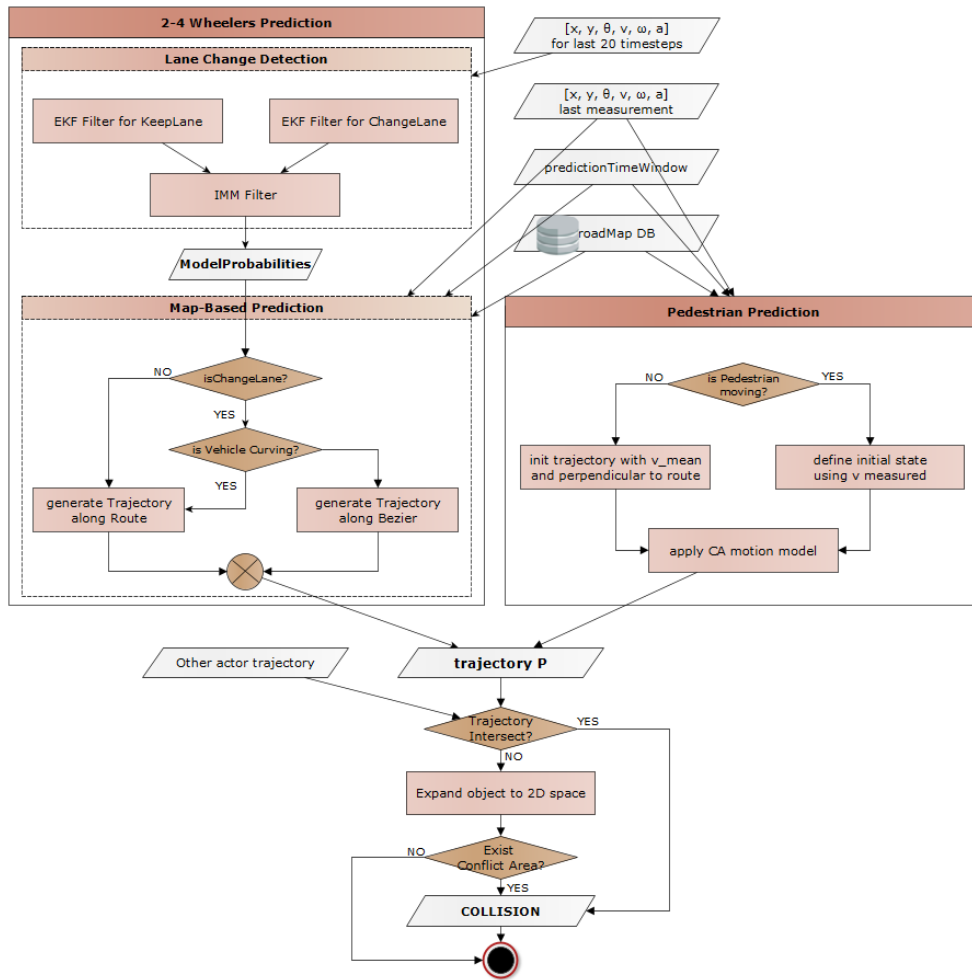 2-4 Wheelers Prediction
Lane Change Detection
EKF Filter for KeepLane
EKF Filter for ChangeLane
IMM Filter
ModelProbabilities
[x, y, θ, v, ω, a]
for last 20 timesteps
[x, y, θ, v, ω, a]
last measurement
predictionTimeWindow
roadMap DB
Map-Based Prediction
isChangeLane?
NO
YES
is Vehicle Curving?
YES
generate Trajectory
along Route
generate Trajectory
along Bezier
Pedestrian Prediction
is Pedestrian
moving?
NO
YES
init trajectory with v_mean
and perpendicular to route
define initial state
using v measured
apply CA motion model
Other actor trajectory
trajectory P
Trajectory
Intersect?
YES
NO
Expand object to 2D space
Exist
Conflict Area?
NO
YES
COLLISION